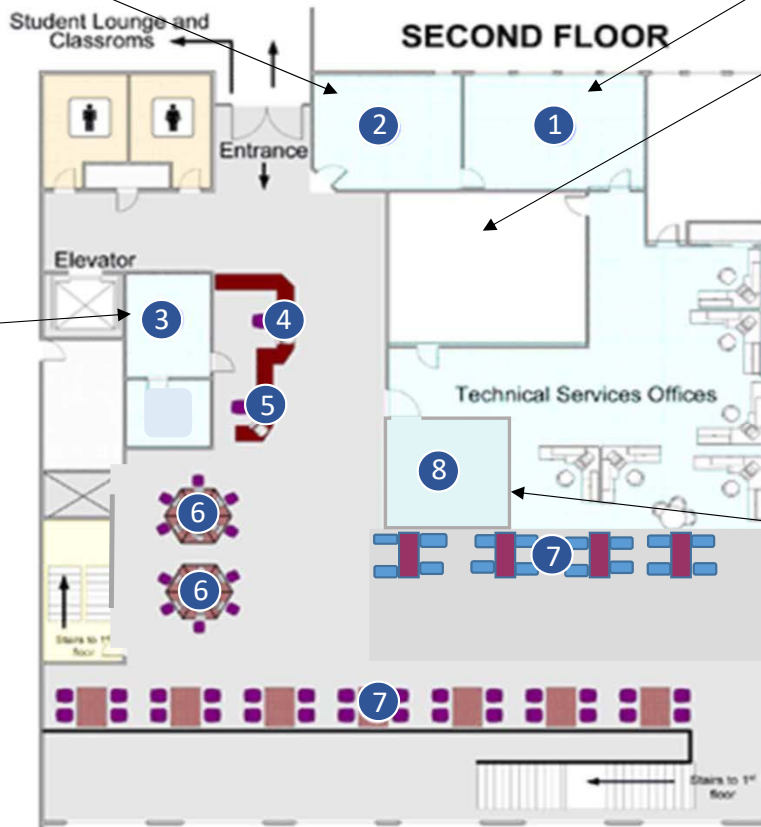 Student Lounge and
Classroms
SECOND FLOOR
2
1
Entrance
Elevator
3
4
5
Technical Services Offices
8
6
7
6
Stairs to 1st
floor
7
Stairs to 1st
floor